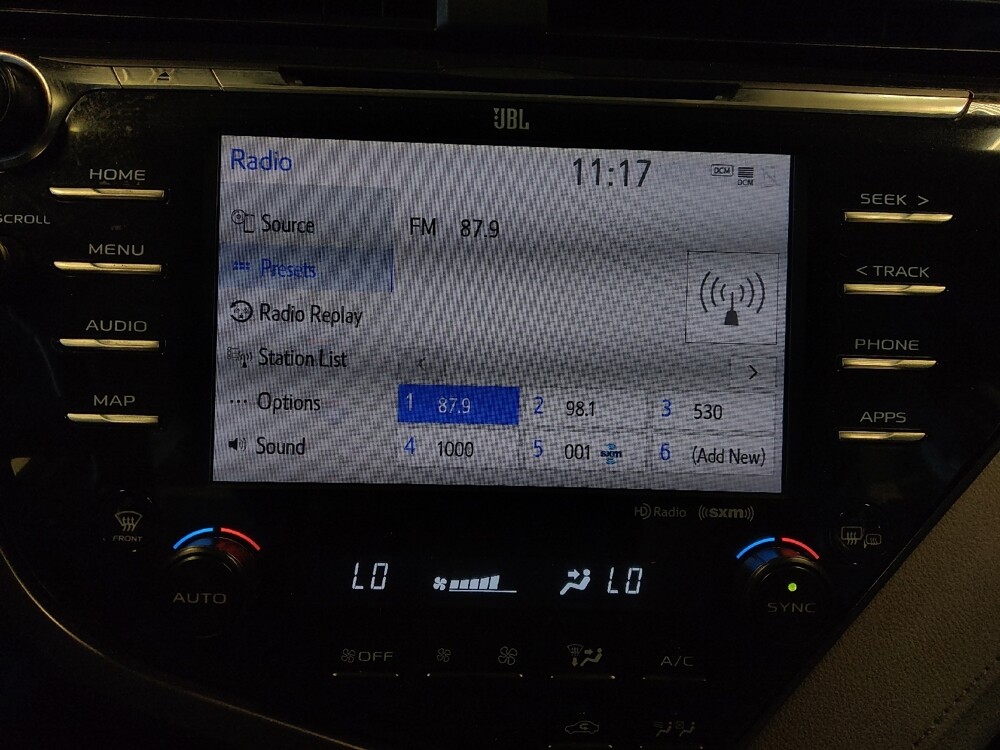 JBL
Radio
11:17
DCM
DCM
HOME
SCROLL
MENU
AUDIO
MAP
Source
Presets
Radio Replay
Station List
Options
Sound
FM 87.9
<
>
1 87.9
2 98.1
3 530
4 1000
5 001 sxm
6 (Add New)
SEEK >
< TRACK
PHONE
APPS
HD Radio ((sxm))
FRONT
AUTO
LO
LO
SYNC
OFF
A/C